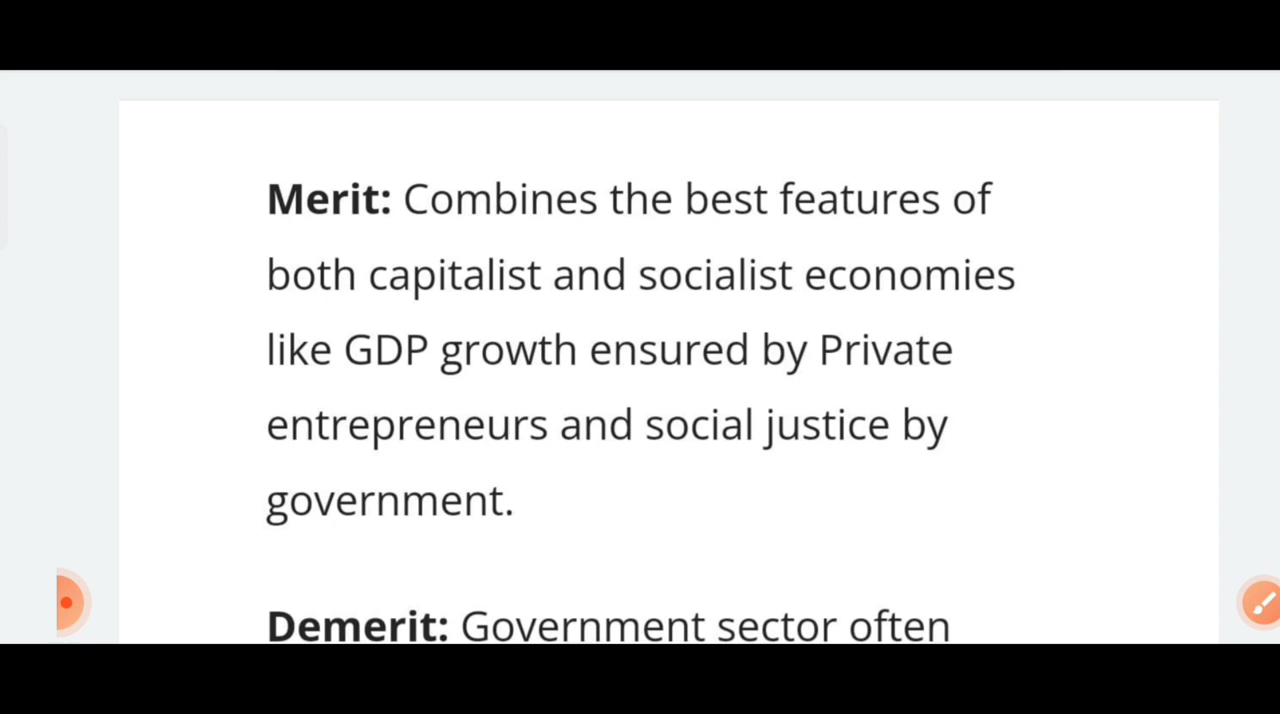 Merit: Combines the best features of
both capitalist and socialist economies
like GDP growth ensured by Private
entrepreneurs and social justice by
government.
Demerit: Government sector often